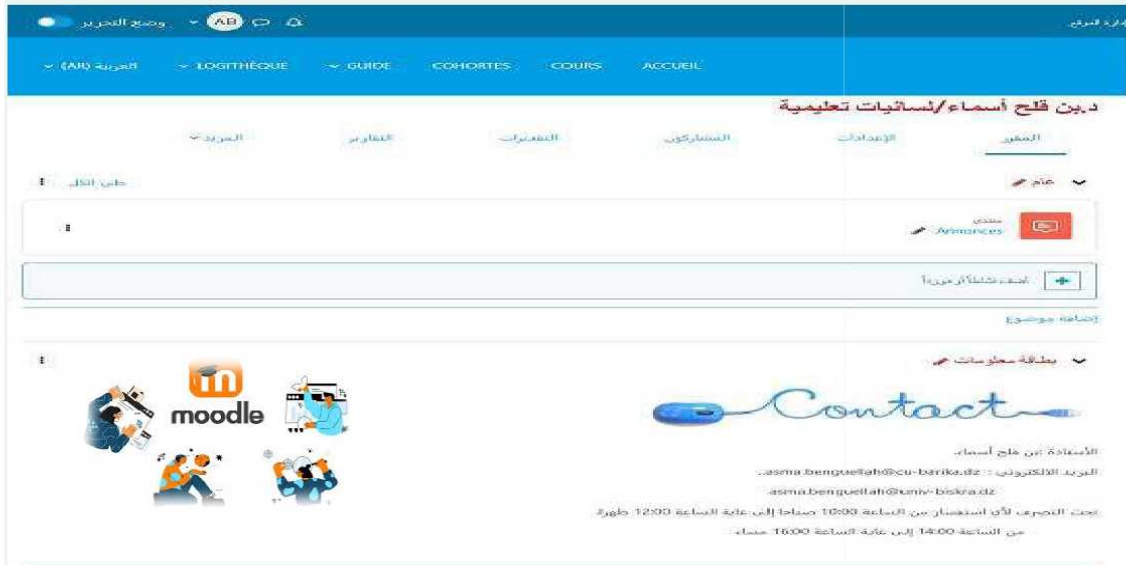 إدارة الموقع
AB وضع التحرير
ACCUEIL COURS COHORTES GUIDE LOGITHÈQUE العربية (AR)
د.بن قلح أسماء/لسانيات تعليمية
المقرر الإعدادات المشاركون التقديرات التقارير المزيد
عام طي الكل
منتدى
Annonces
أضف نشاطاً أو مورداً
إضافة موضوع
بطاقة معلومات
moodle
Contact
الأستاذة :بن قلح أسماء.
البريد الالكتروني : asma.benguellah@cu-barika.dz..
asma.benguellah@univ-biskra.dz
تحت التصرف لأي استفسار من الساعة 10:00 صباحا إلى غاية الساعة 12:00 ظهرا.
من الساعة 14:00 إلى غاية الساعة 16:00 مساء.